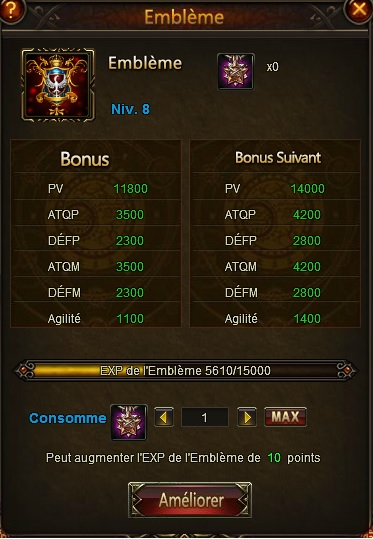 ?
Emblème
Emblème
x0
Niv. 8
Bonus
PV 11800
ATQP 3500
DÉFP 2300
ATQM 3500
DÉFM 2300
Agilité 1100
Bonus Suivant
PV 14000
ATQP 4200
DÉFP 2800
ATQM 4200
DÉFM 2800
Agilité 1400
EXP de l'Emblème 5610/15000
Consomme 1 MAX
Peut augmenter l'EXP de l'Emblème de 10 points
Améliorer